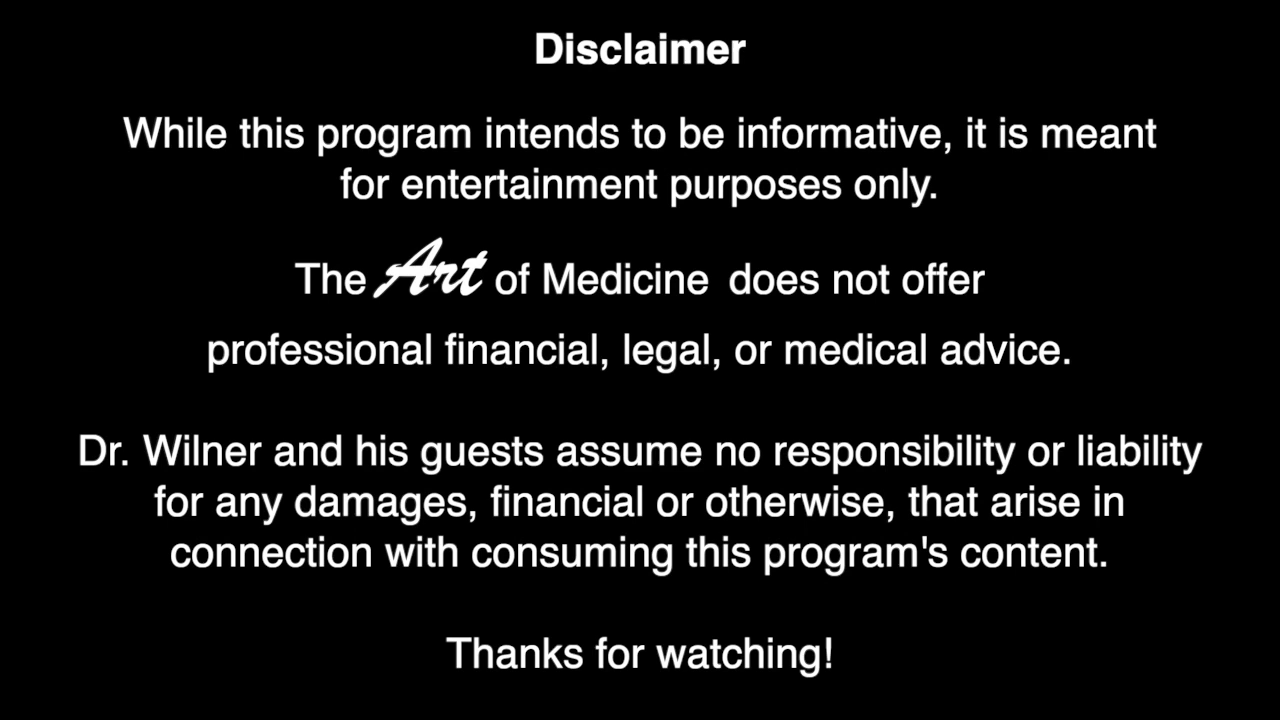 Disclaimer
While this program intends to be informative, it is meant
for entertainment purposes only.
The Art of Medicine does not offer
professional financial, legal, or medical advice.
Dr. Wilner and his guests assume no responsibility or liability
for any damages, financial or otherwise, that arise in
connection with consuming this program's content.
Thanks for watching!